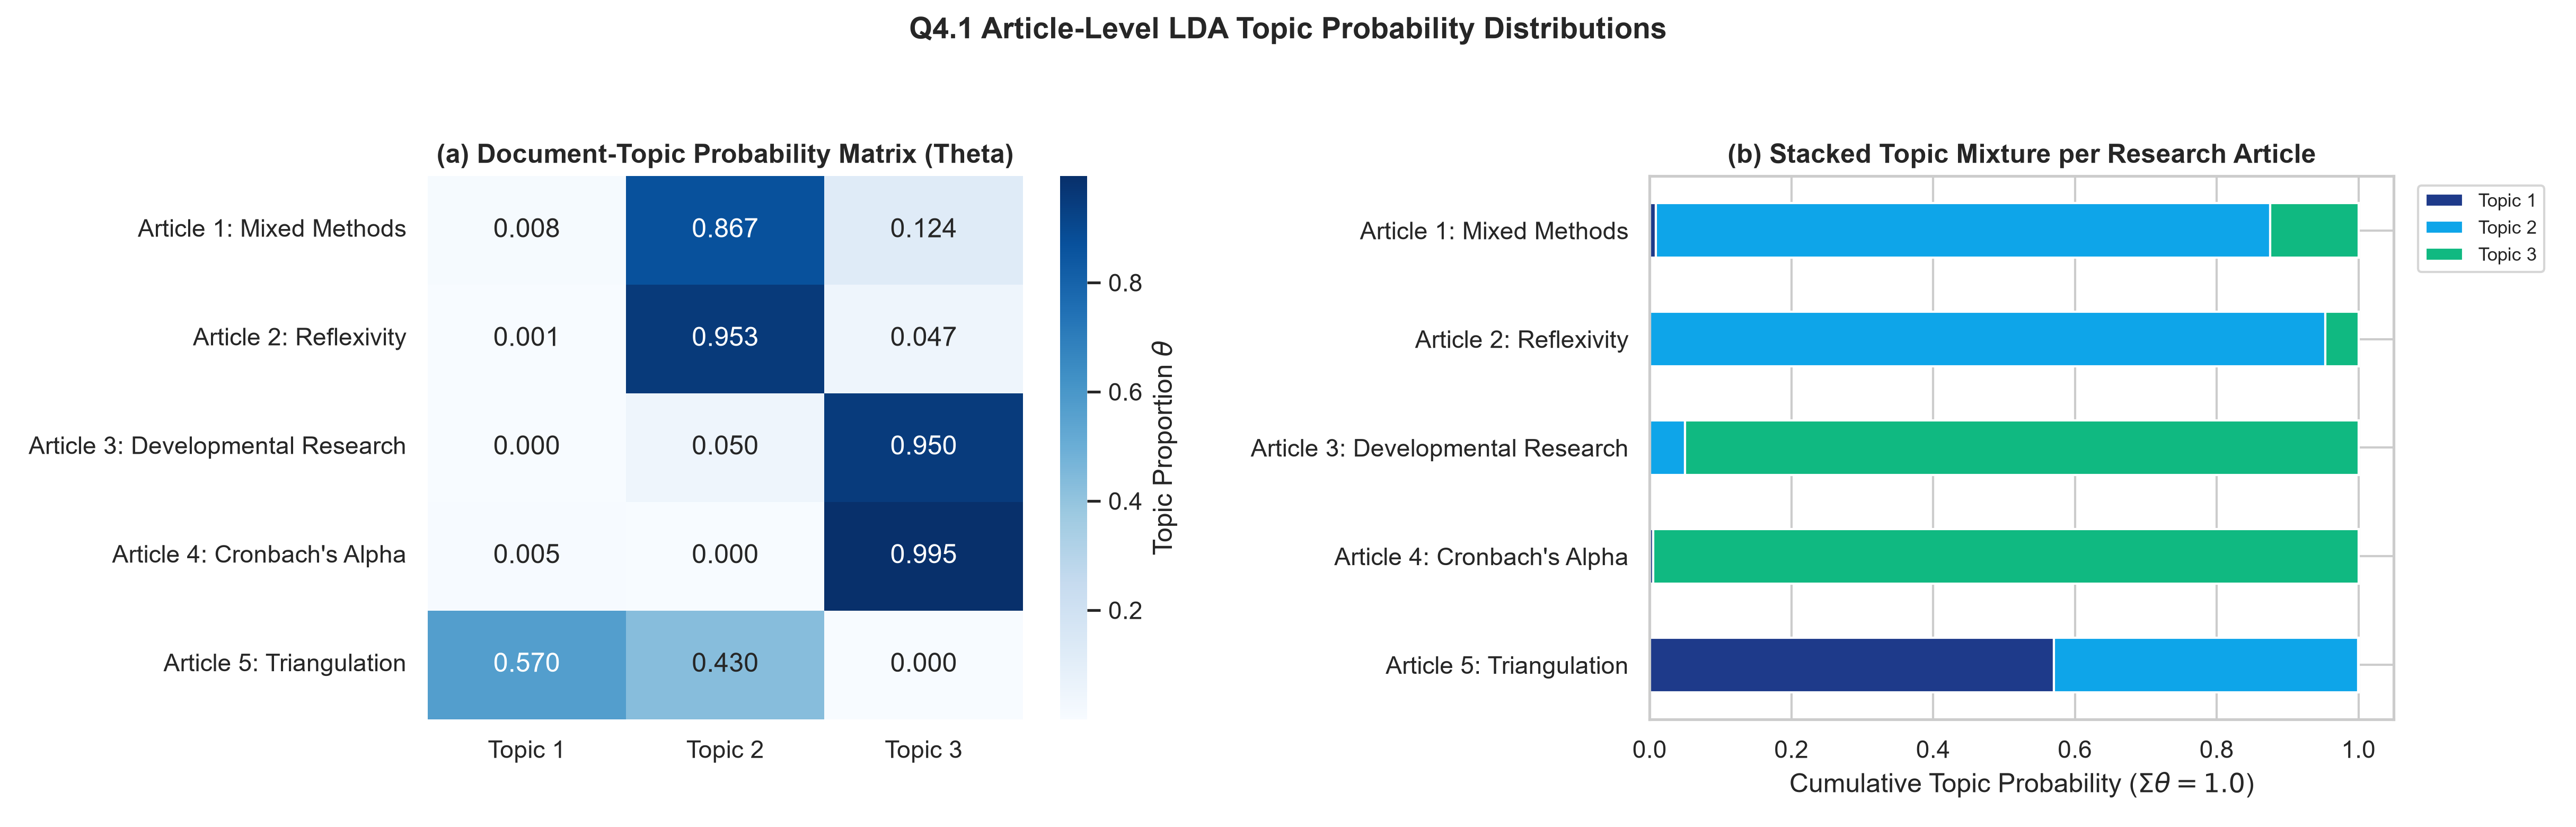 Q4.1 Article-Level LDA Topic Probability Distributions
(a) Document-Topic Probability Matrix (Theta)
Article 1: Mixed Methods
0.008
0.867
0.124
Article 2: Reflexivity
0.001
0.953
0.047
Article 3: Developmental Research
0.000
0.050
0.950
Article 4: Cronbach's Alpha
0.005
0.000
0.995
Article 5: Triangulation
0.570
0.430
0.000
Topic 1
Topic 2
Topic 3
0.8
0.6
0.4
0.2
Topic Proportion θ
(b) Stacked Topic Mixture per Research Article
Article 1: Mixed Methods
Article 2: Reflexivity
Article 3: Developmental Research
Article 4: Cronbach's Alpha
Article 5: Triangulation
0.0
0.2
0.4
0.6
0.8
1.0
Cumulative Topic Probability (Σθ = 1.0)
Topic 1
Topic 2
Topic 3